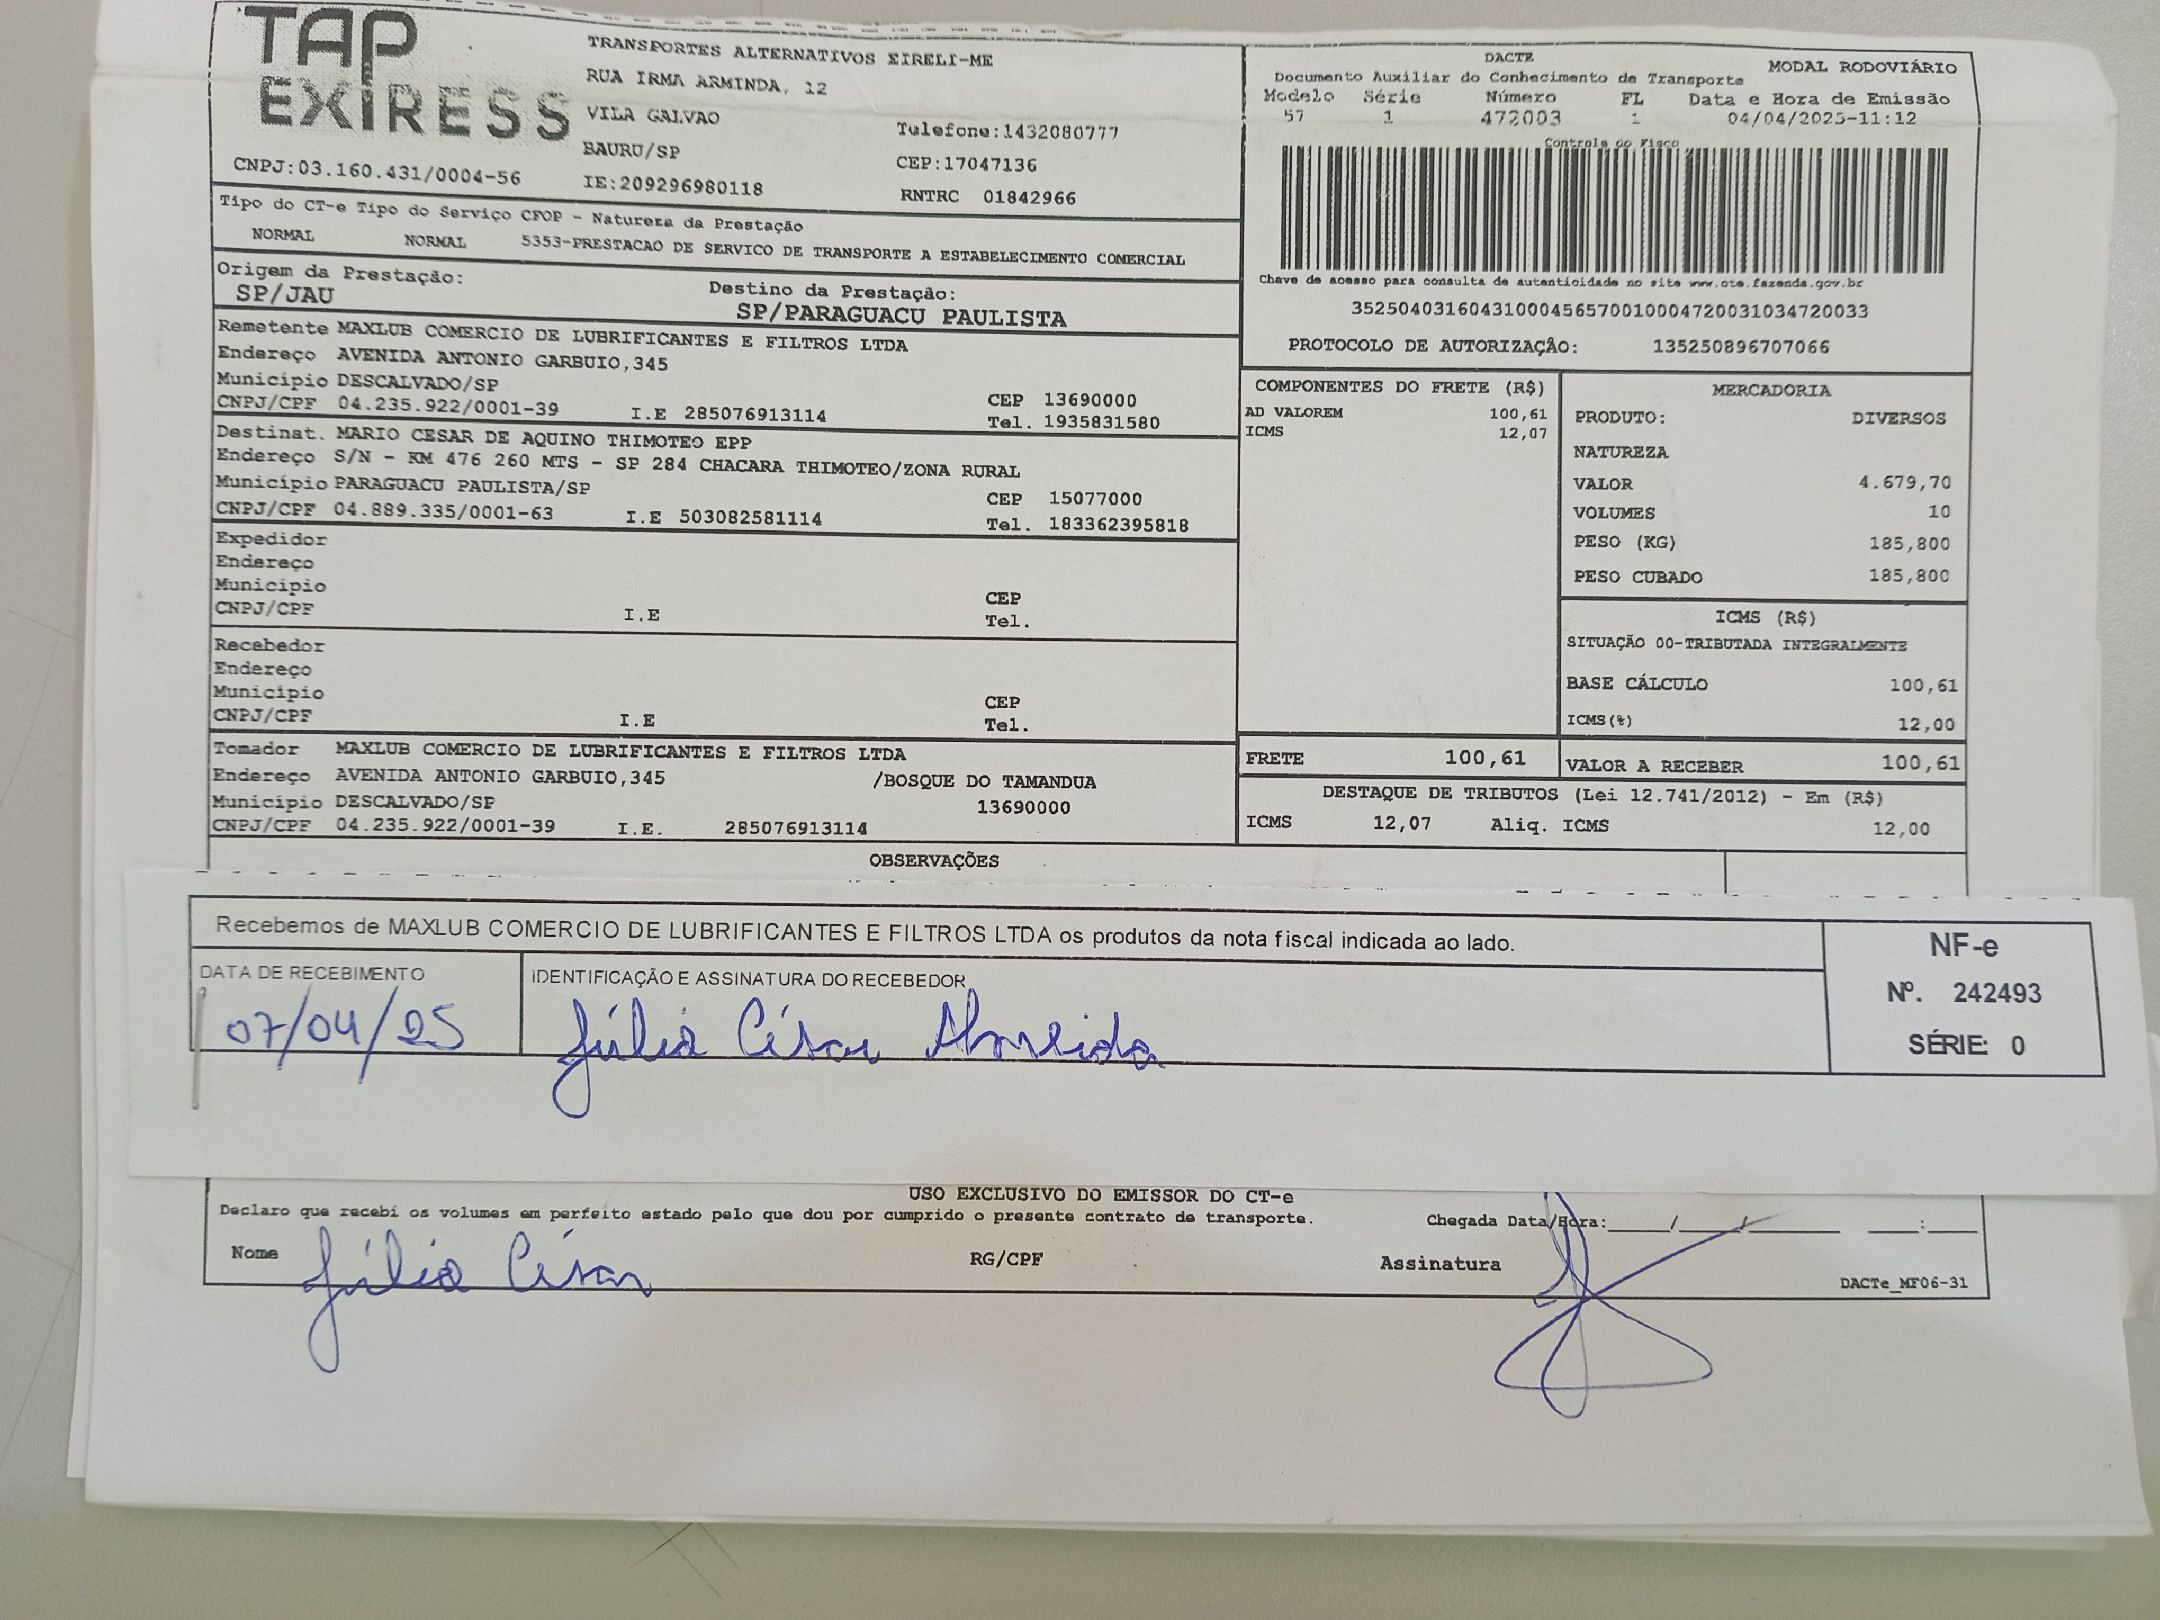 TAP
EXPRESS
CNPJ:03.160.431/0004-56
TRANSPORTES ALTERNATIVOS EIRELI-ME
RUA IRMA ARMINDA, 12
VILA GALVAO
BAURU/SP
IE:209296980118
Telefone:1432080777
CEP:17047136
RNTRC 01842966
Tipo do CT-e Tipo do Serviço CFOP - Natureza da Prestação
NORMAL NORMAL 5353-PRESTACAO DE SERVICO DE TRANSPORTE A ESTABELECIMENTO COMERCIAL
Origem da Prestação: Destino da Prestação:
SP/JAU SP/PARAGUACU PAULISTA
Remetente MAXLUB COMERCIO DE LUBRIFICANTES E FILTROS LTDA
Endereço AVENIDA ANTONIO GARBUIO,345
Município DESCALVADO/SP CEP 13690000
CNPJ/CPF 04.235.922/0001-39 I.E 285076913114 Tel. 1935831580
Destinat. MARIO CESAR DE AQUINO THIMOTEO EPP
Endereço S/N - KM 476 260 MTS - SP 284 CHACARA THIMOTEO/ZONA RURAL
Município PARAGUACU PAULISTA/SP CEP 15077000
CNPJ/CPF 04.889.335/0001-63 I.E 503082581114 Tel. 183362395818
Expedidor
Endereço
Município CEP
CNPJ/CPF I.E Tel.
Recebedor
Endereço
Município CEP
CNPJ/CPF I.E Tel.
Tomador MAXLUB COMERCIO DE LUBRIFICANTES E FILTROS LTDA
Endereço AVENIDA ANTONIO GARBUIO,345 /BOSQUE DO TAMANDUA
Município DESCALVADO/SP 13690000
CNPJ/CPF 04.235.922/0001-39 I.E. 285076913114
DACTE MODAL RODOVIÁRIO
Documento Auxiliar do Conhecimento de Transporte
Modelo Série Número FL Data e Hora de Emissão
57 1 472003 1 04/04/2025-11:12
Controle do Fisco
Chave de acesso para consulta de autenticidade no site www.cte.fazenda.gov.br
35250403160431000456570010004720031034720033
PROTOCOLO DE AUTORIZAÇÂO: 135250896707066
COMPONENTES DO FRETE (R$)
AD VALOREM 100,61
ICMS 12,07
MERCADORIA
PRODUTO: DIVERSOS
NATUREZA
VALOR 4.679,70
VOLUMES 10
PESO (KG) 185,800
PESO CUBADO 185,800
ICMS (R$)
SITUAÇÃO 00-TRIBUTADA INTEGRALMENTE
BASE CÁLCULO 100,61
ICMS(%) 12,00
FRETE 100,61 VALOR A RECEBER 100,61
DESTAQUE DE TRIBUTOS (Lei 12.741/2012) - Em (R$)
ICMS 12,07 Aliq. ICMS 12,00
OBSERVAÇÕES
Recebemos de MAXLUB COMERCIO DE LUBRIFICANTES E FILTROS LTDA os produtos da nota fiscal indicada ao lado.
DATA DE RECEBIMENTO IDENTIFICAÇÃO E ASSINATURA DO RECEBEDOR
07/04/25 Júlio César Almeida
NF-e
Nº. 242493
SÉRIE: 0
USO EXCLUSIVO DO EMISSOR DO CT-e
Declaro que recebi os volumes em perfeito estado pelo que dou por cumprido o presente contrato de transporte. Chegada Data/Hora:____/____/____ ___:___
Nome Júlio César RG/CPF Assinatura
DACTe_MF06-31